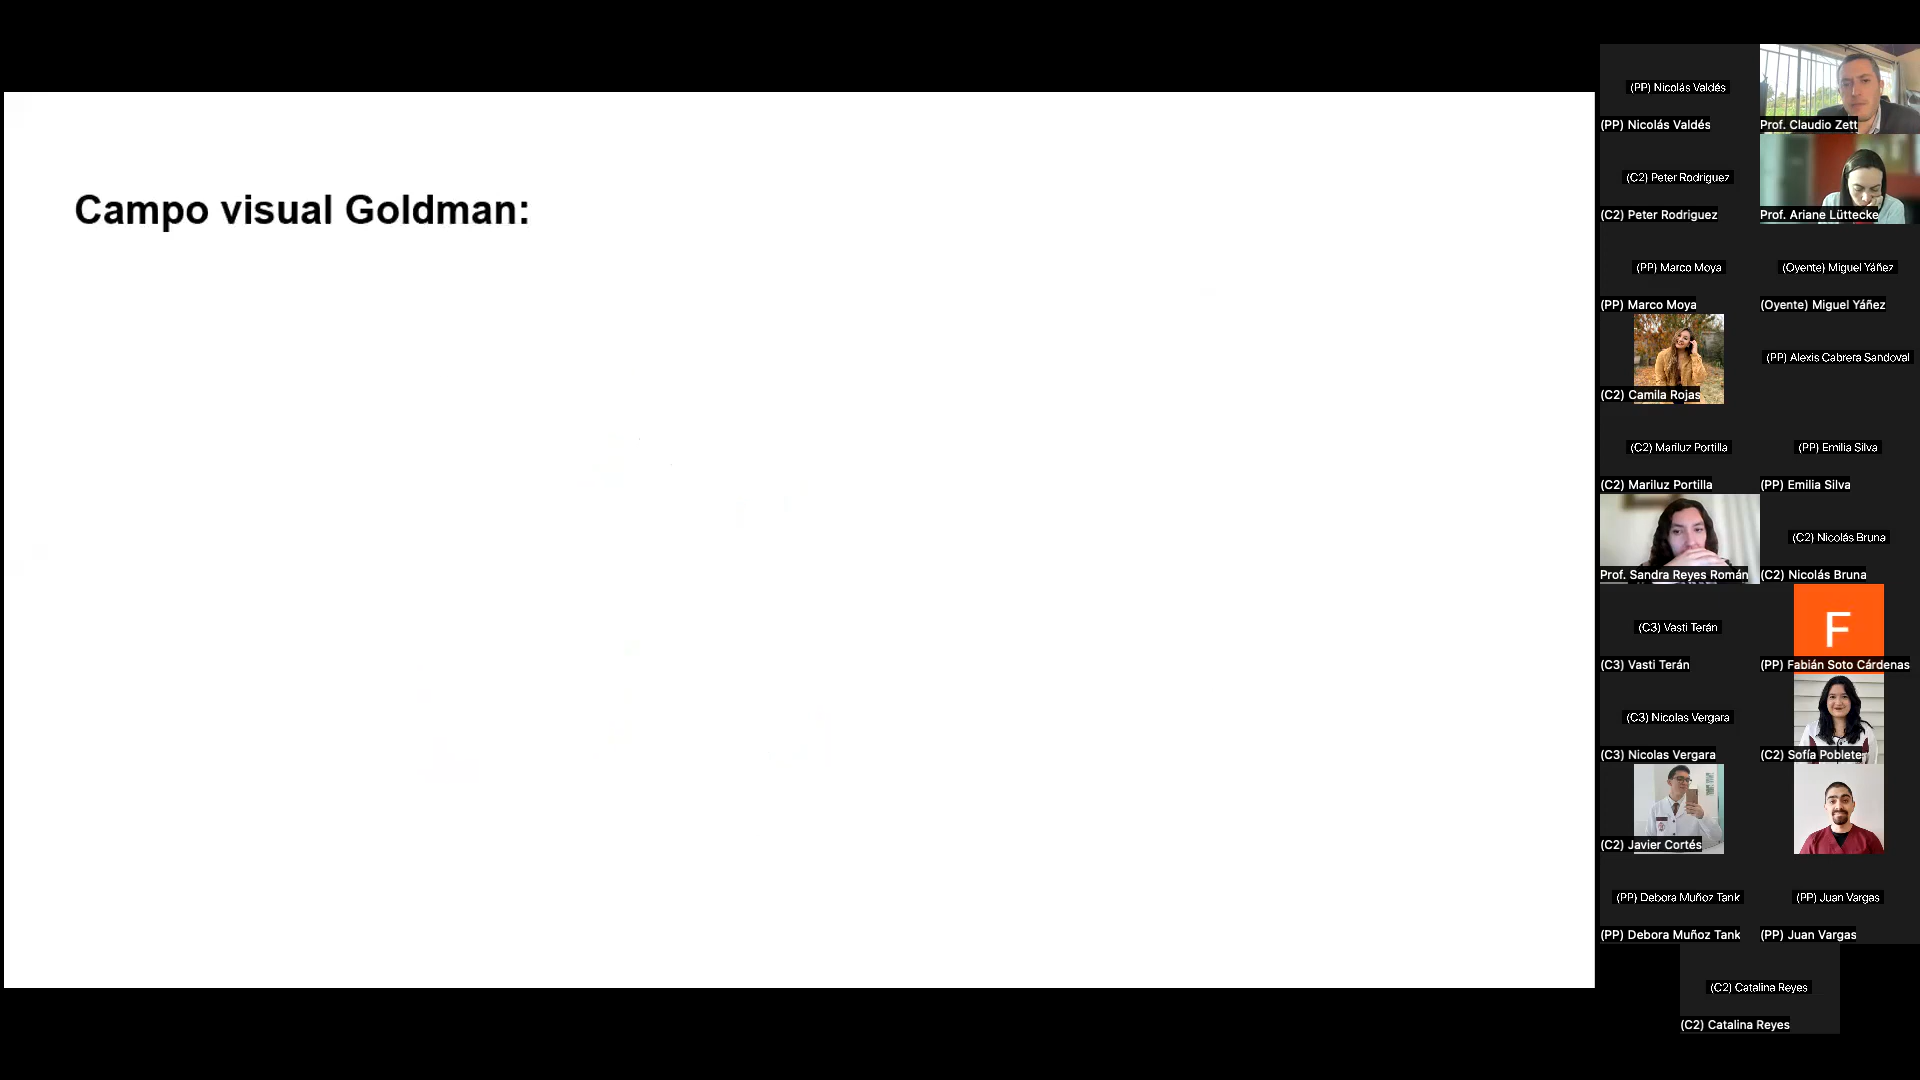 Campo visual Goldman:
(PP) Nicolás Valdés
(PP) Nicolás Valdés
Prof. Claudio Zett
(C2) Peter Rodriguez
(C2) Peter Rodriguez
Prof. Ariane Lüttecke
(PP) Marco Moya
(PP) Marco Moya
(Oyente) Miguel Yáñez
(Oyente) Miguel Yáñez
(C2) Camila Rojas
(PP) Alexis Cabrera Sandoval
(C2) Mariluz Portilla
(C2) Mariluz Portilla
(PP) Emilia Silva
(PP) Emilia Silva
Prof. Sandra Reyes Román
(C2) Nicolás Bruna
(C2) Nicolás Bruna
(C3) Vasti Terán
(C3) Vasti Terán
F
(PP) Fabián Soto Cárdenas
(C3) Nicolas Vergara
(C3) Nicolas Vergara
(C2) Sofía Poblete
(C2) Javier Cortés
(PP) Debora Muñoz Tank
(PP) Debora Muñoz Tank
(PP) Juan Vargas
(PP) Juan Vargas
(C2) Catalina Reyes
(C2) Catalina Reyes